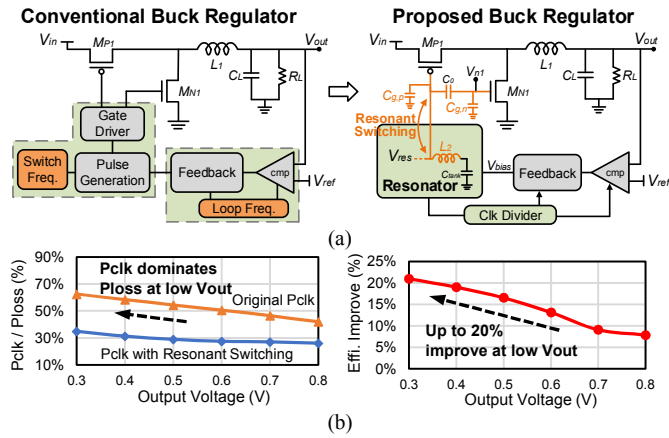 Conventional Buck Regulator
Proposed Buck Regulator
Vin
MP1
L1
Vout
MN1
CL
RL
Gate Driver
Switch Freq.
Pulse Generation
Feedback
cmp
Vref
Loop Freq.
Vin
MP1
L1
Vout
Cg,p
C0
Vn1
Cg,n
MN1
CL
RL
Resonant Switching
Vres
L2
Ctank
Resonator
Vbias
Feedback
cmp
Vref
Clk Divider
(a)
Pclk / Ploss (%)
90%
70%
50%
30%
10%
Pclk dominates
Ploss at low Vout
Original Pclk
Pclk with Resonant Switching
0.3 0.4 0.5 0.6 0.7 0.8
Output Voltage (V)
Effi. Improve (%)
25%
20%
15%
10%
5%
0%
Up to 20%
improve at low Vout
0.3 0.4 0.5 0.6 0.7 0.8
Output Voltage (V)
(b)